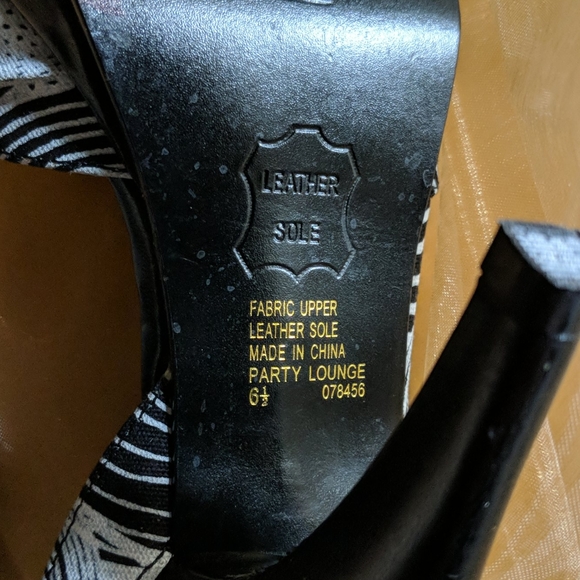 LEATHER
SOLE
FABRIC UPPER
LEATHER SOLE
MADE IN CHINA
PARTY LOUNGE
6½ 078456